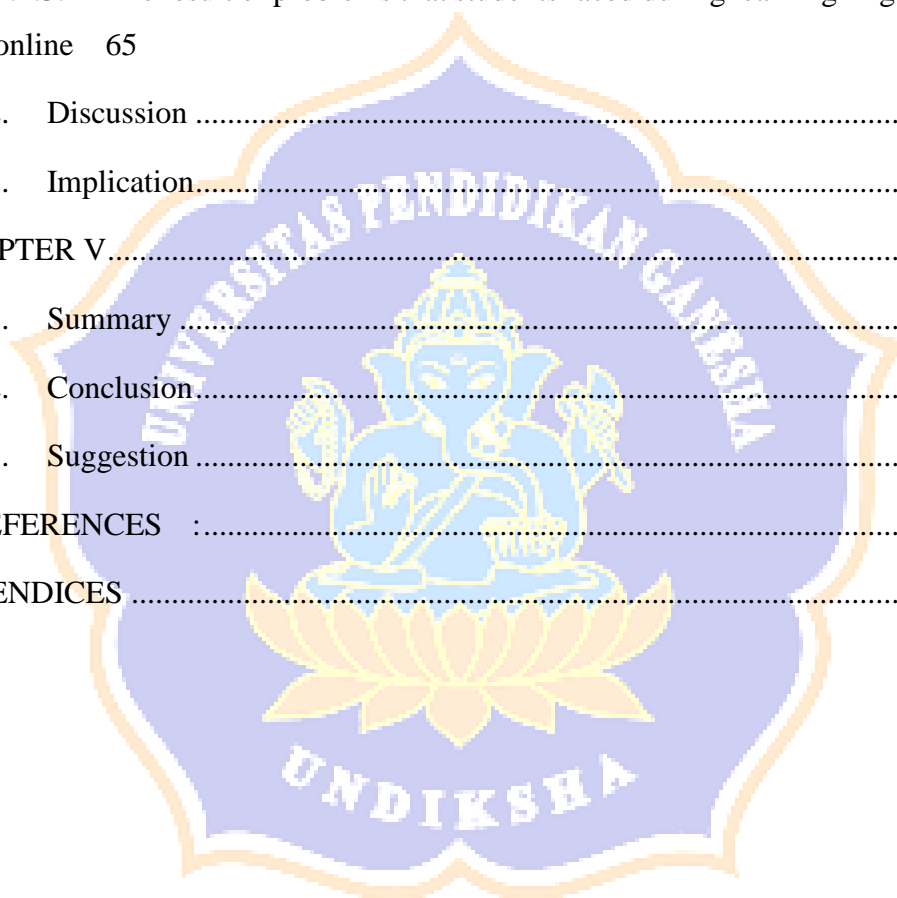 online 65
Discussion ....................................................................................
Implication....................................................................................
PTER V....................................................................................
Summary ....................................................................................
Conclusion....................................................................................
Suggestion ....................................................................................
FERENCES :....................................................................................
ENDICES ....................................................................................
UNIVERSITAS PENDIDIKAN GANESHA
UNDIKSHA